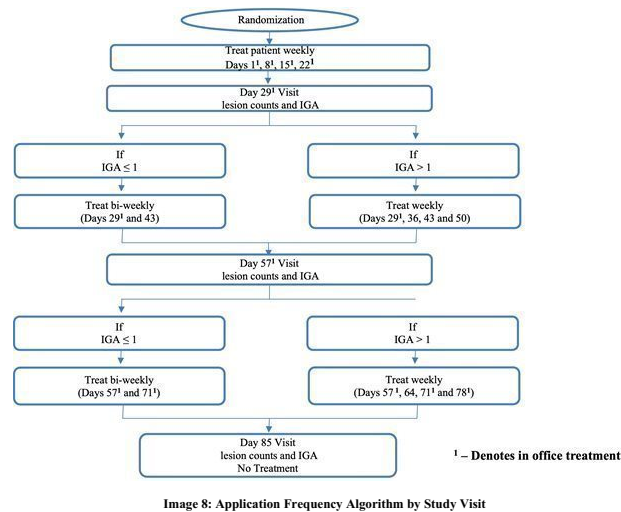 Randomization
Treat patient weekly
Days 1¹, 8¹, 15¹, 22¹
Day 29¹ Visit
lesion counts and IGA
If
IGA ≤ 1
If
IGA > 1
Treat bi-weekly
(Days 29¹ and 43)
Treat weekly
(Days 29¹, 36, 43 and 50)
Day 57¹ Visit
lesion counts and IGA
If
IGA ≤ 1
If
IGA > 1
Treat bi-weekly
(Days 57¹ and 71¹)
Treat weekly
(Days 57 ¹, 64, 71¹ and 78¹)
Day 85 Visit
lesion counts and IGA
No Treatment
¹ – Denotes in office treatment
Image 8: Application Frequency Algorithm by Study Visit